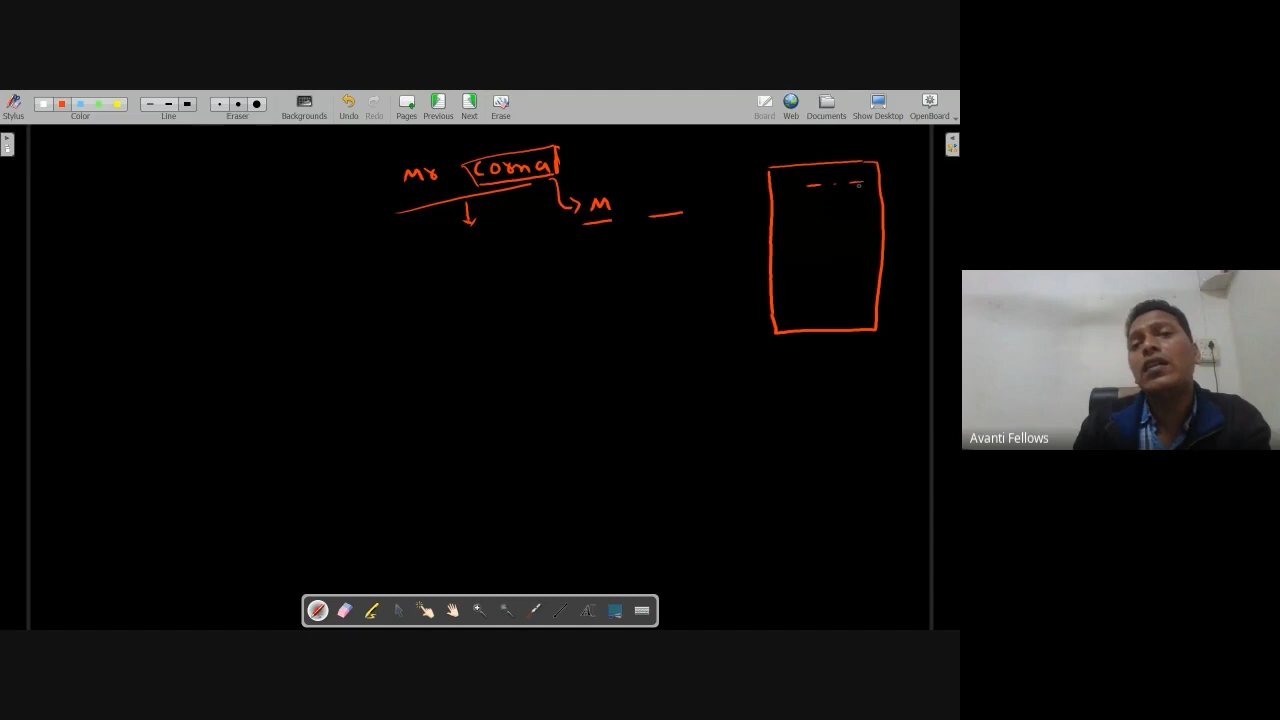 Stylus
Color
Line
Eraser
Backgrounds
Undo
Redo
Pages
Previous
Next
Erase
Board
Web
Documents
Show Desktop
OpenBoard
Mr Corna
M
Avanti Fellows